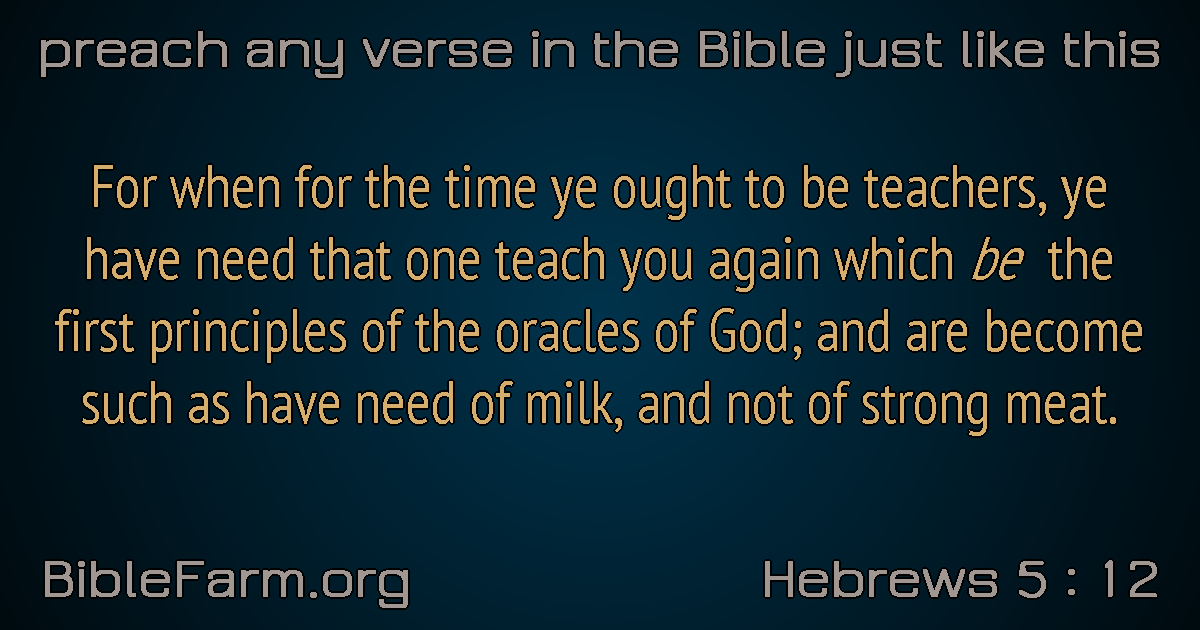 preach any verse in the Bible just like this
For when for the time ye ought to be teachers, ye
have need that one teach you again which be the
first principles of the oracles of God; and are become
such as have need of milk, and not of strong meat.
BibleFarm.org
Hebrews 5 : 12